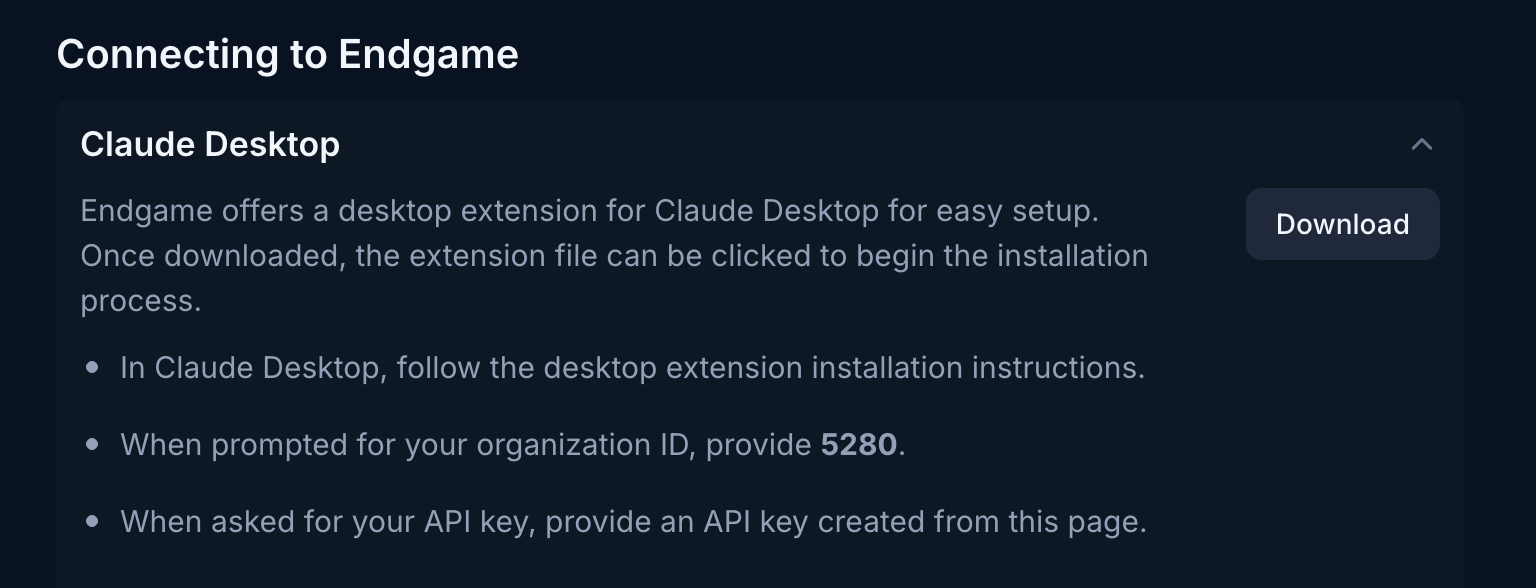 Connecting to Endgame
Claude Desktop
Endgame offers a desktop extension for Claude Desktop for easy setup.
Once downloaded, the extension file can be clicked to begin the installation
process.
Download
In Claude Desktop, follow the desktop extension installation instructions.
When prompted for your organization ID, provide 5280.
When asked for your API key, provide an API key created from this page.